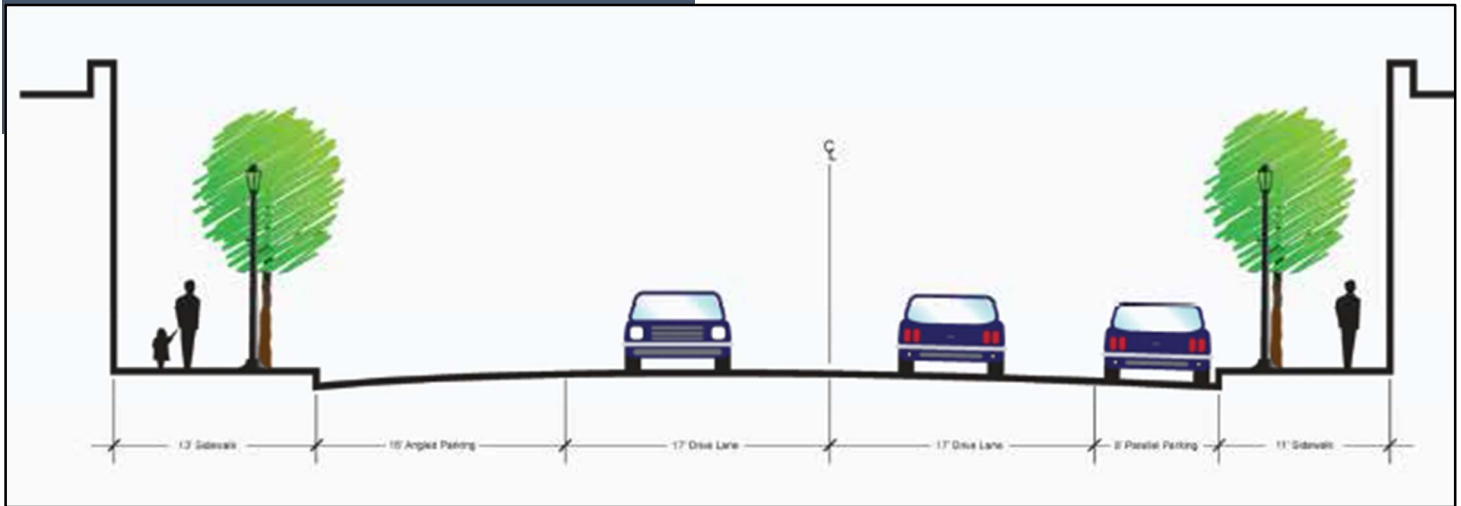 ℄
13' Sidewalk
16' Angled Parking
17' Drive Lane
17' Drive Lane
8' Parallel Parking
11' Sidewalk